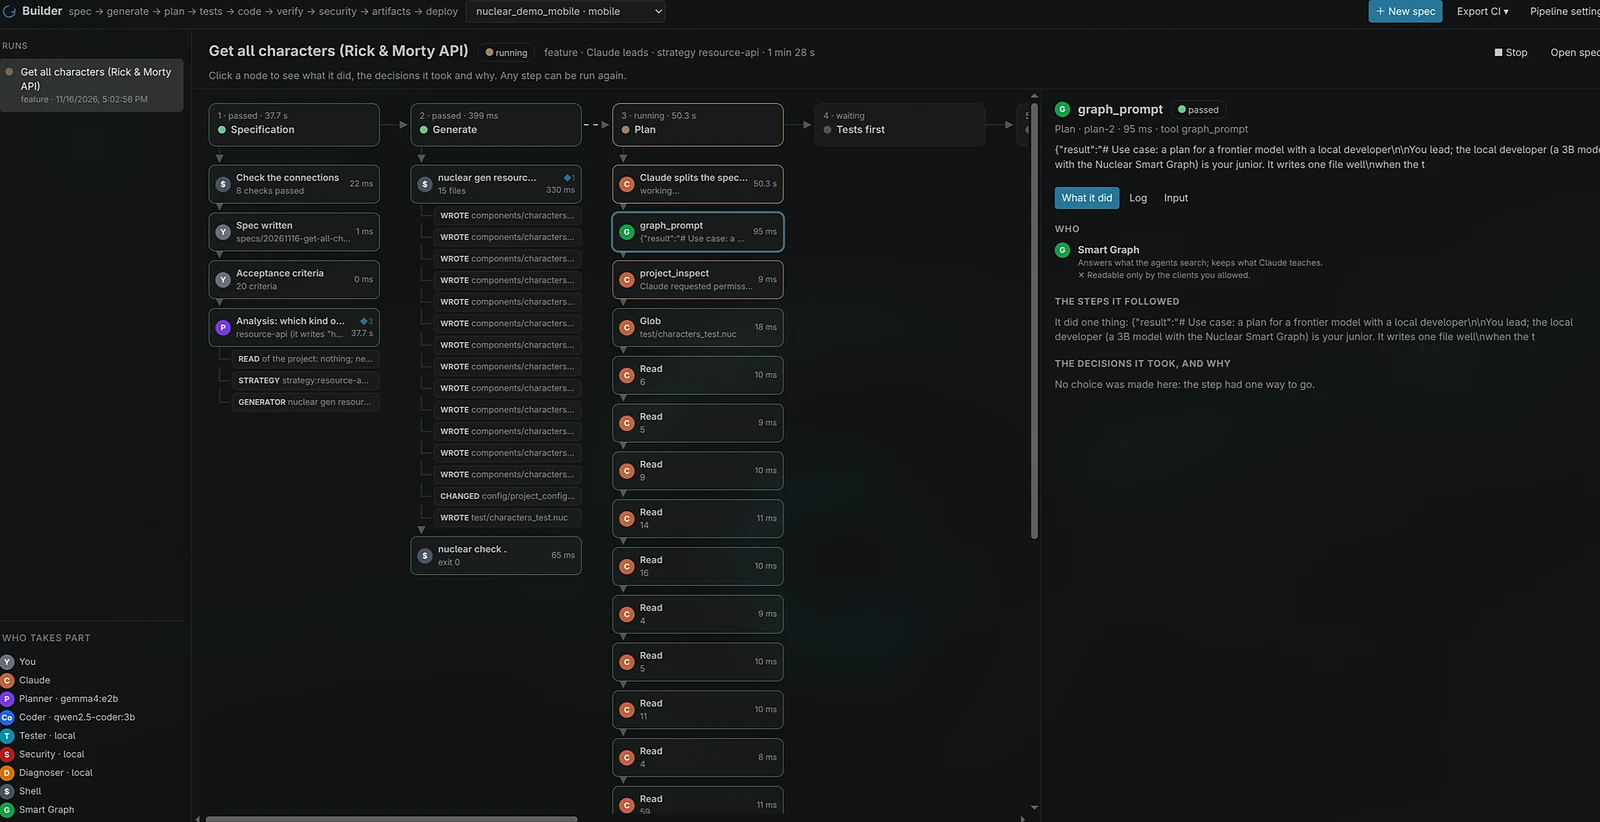 Builder spec → generate → plan → tests → code → verify → security → artifacts → deploy nuclear_demo_mobile · mobile + New spec Export CI ▾ Pipeline setting
RUNS
Get all characters (Rick & Morty API)
feature · 11/16/2026, 5:02:56 PM
Get all characters (Rick & Morty API) running feature · Claude leads · strategy resource-api · 1 min 28 s
Stop Open spec
Click a node to see what it did, the decisions it took and why. Any step can be run again.
1 · passed · 37.7 s
Specification
Check the connections 22 ms
8 checks passed
Spec written 1 ms
specs/20261116-get-all-ch...
Acceptance criteria 0 ms
20 criteria
Analysis: which kind o... ◆3
resource-api (it writes "h... 37.7 s
READ of the project: nothing; ne...
STRATEGY strategy:resource-a...
GENERATOR nuclear gen resour...
2 · passed · 399 ms
Generate
nuclear gen resourc... ◆1
15 files 330 ms
WROTE components/characters...
WROTE components/characters...
WROTE components/characters...
WROTE components/characters...
WROTE components/characters...
WROTE components/characters...
WROTE components/characters...
WROTE components/characters...
WROTE components/characters...
WROTE components/characters...
WROTE components/characters...
WROTE components/characters...
WROTE components/characters...
CHANGED config/project_config...
WROTE test/characters_test.nuc
nuclear check . 65 ms
exit 0
3 · running · 50.3 s
Plan
Claude splits the spec... 50.3 s
working...
graph_prompt 95 ms
{"result":"# Use case: a ...
project_inspect 9 ms
Claude requested permiss...
Glob 18 ms
test/characters_test.nuc
Read 10 ms
6
Read 9 ms
5
Read 10 ms
9
Read 11 ms
14
Read 10 ms
16
Read 9 ms
4
Read 10 ms
5
Read 10 ms
11
Read 8 ms
4
Read 11 ms
59
4 · waiting
Tests first
5
G graph_prompt passed
Plan · plan-2 · 95 ms · tool graph_prompt
{"result":"# Use case: a plan for a frontier model with a local developer\n\nYou lead; the local developer (a 3B mode
with the Nuclear Smart Graph) is your junior. It writes one file well\nwhen the t
What it did Log Input
WHO
G Smart Graph
Answers what the agents search; keeps what Claude teaches.
✕ Readable only by the clients you allowed.
THE STEPS IT FOLLOWED
It did one thing: {"result":"# Use case: a plan for a frontier model with a local developer\n\nYou lead; the local
developer (a 3B model with the Nuclear Smart Graph) is your junior. It writes one file well\nwhen the t
THE DECISIONS IT TOOK, AND WHY
No choice was made here: the step had one way to go.
WHO TAKES PART
Y You
C Claude
P Planner · gemma4:e2b
Co Coder · qwen2.5-coder:3b
T Tester · local
S Security · local
D Diagnoser · local
$ Shell
G Smart Graph